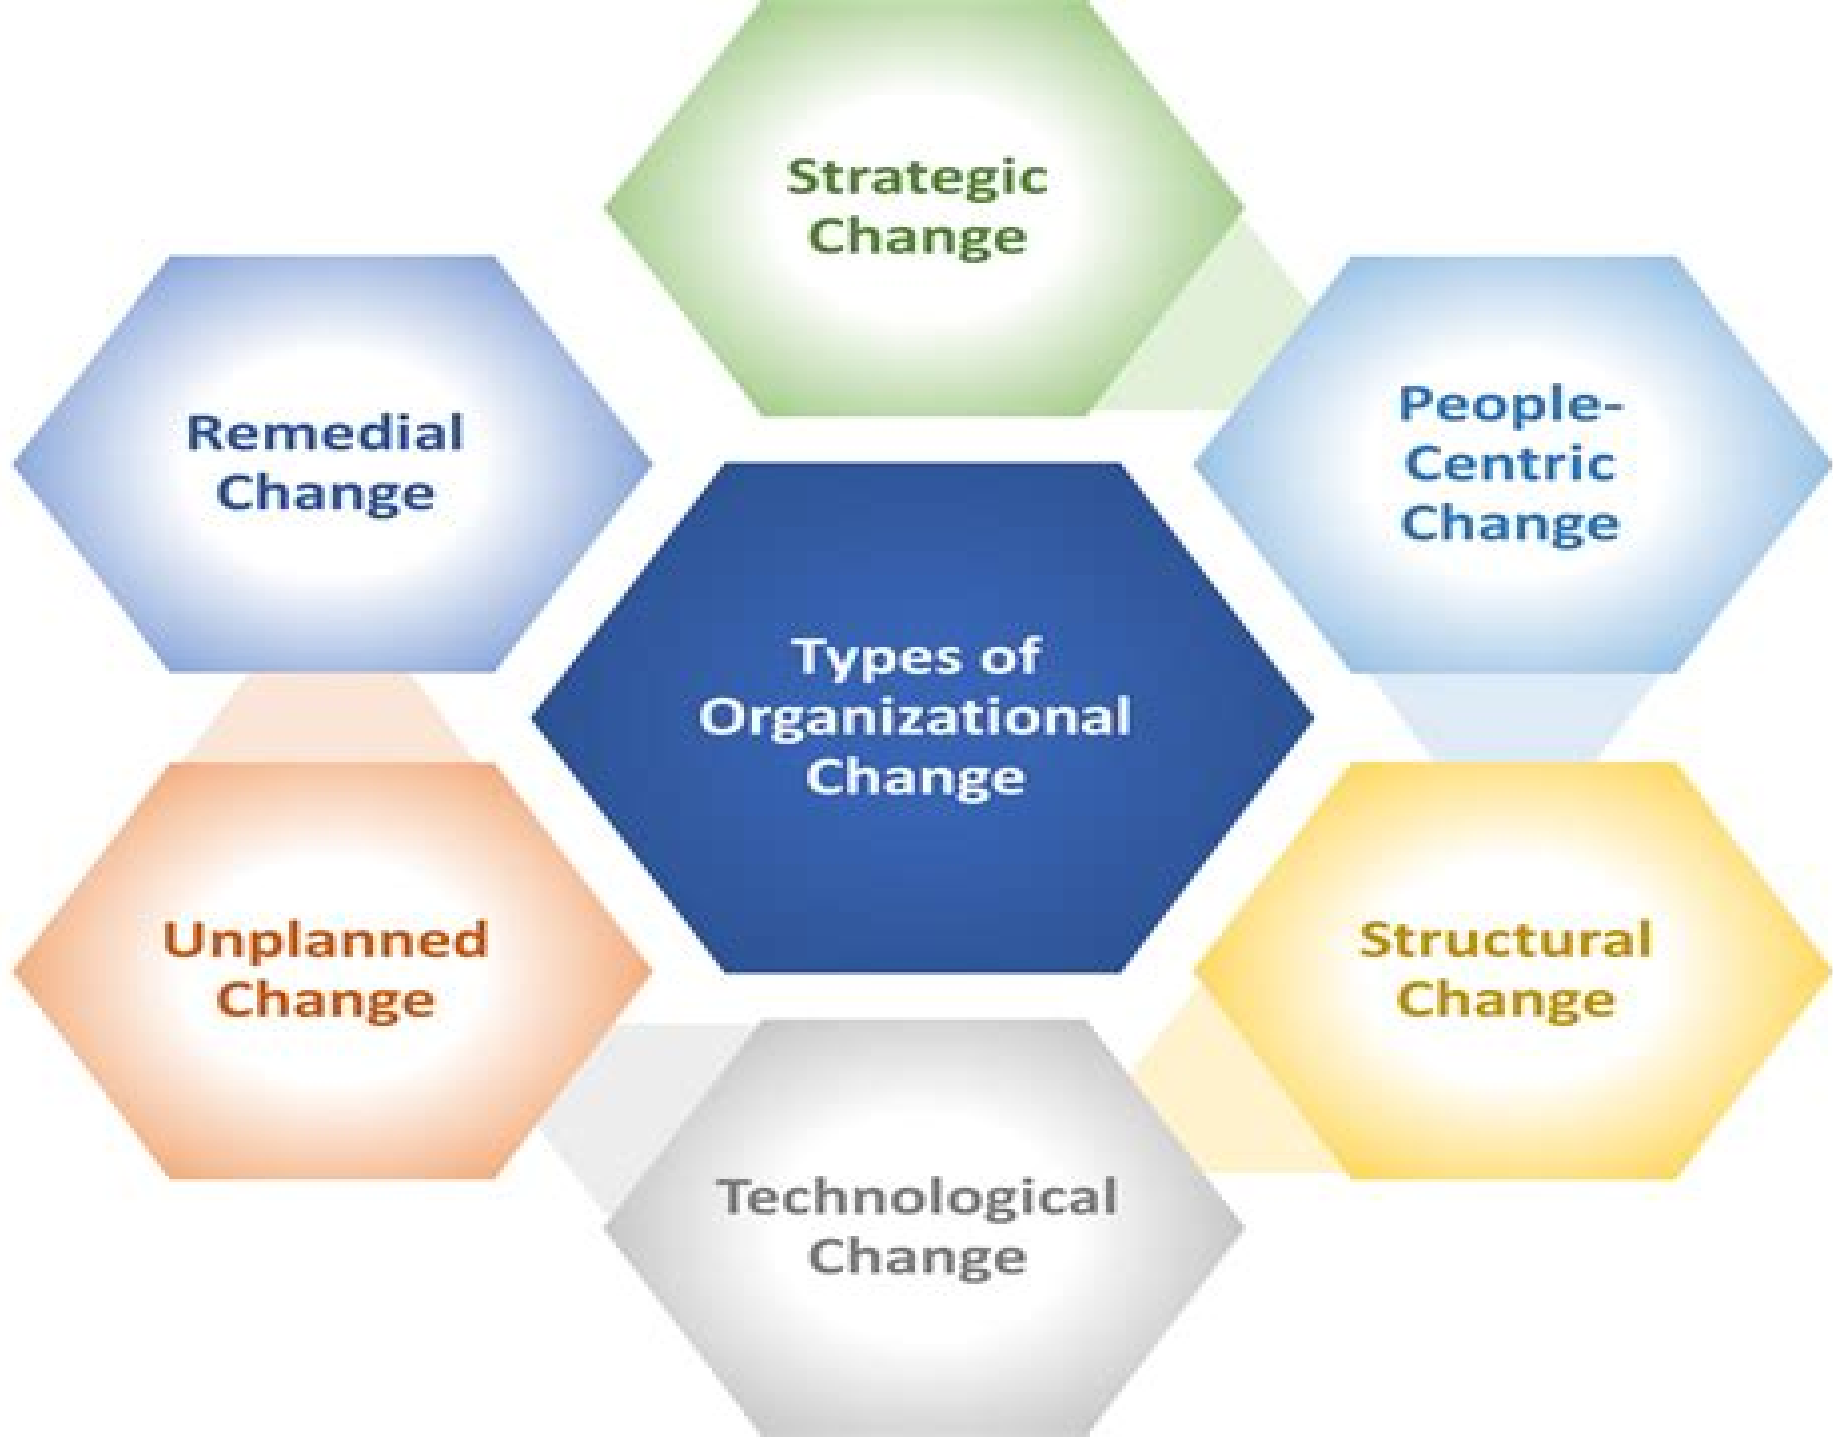 Strategic
Change
People-
Centric
Change
Structural
Change
Technological
Change
Unplanned
Change
Remedial
Change
Types of
Organizational
Change